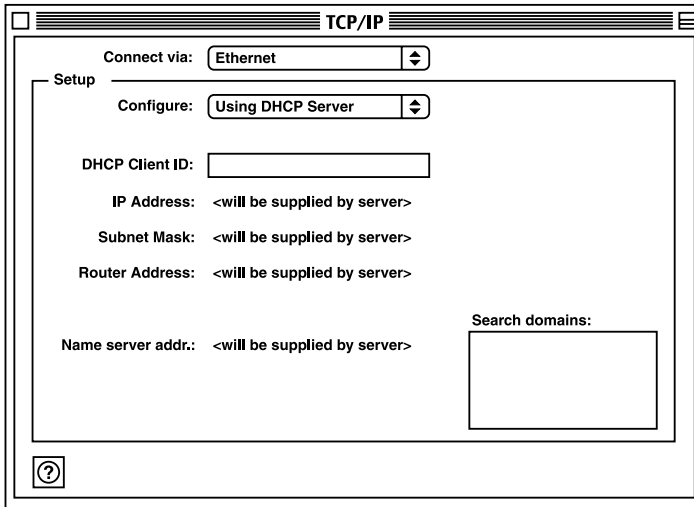 TCP/IP
Connect via: Ethernet
Setup
Configure: Using DHCP Server
DHCP Client ID:
IP Address: <will be supplied by server>
Subnet Mask: <will be supplied by server>
Router Address: <will be supplied by server>
Search domains:
Name server addr.: <will be supplied by server>
?